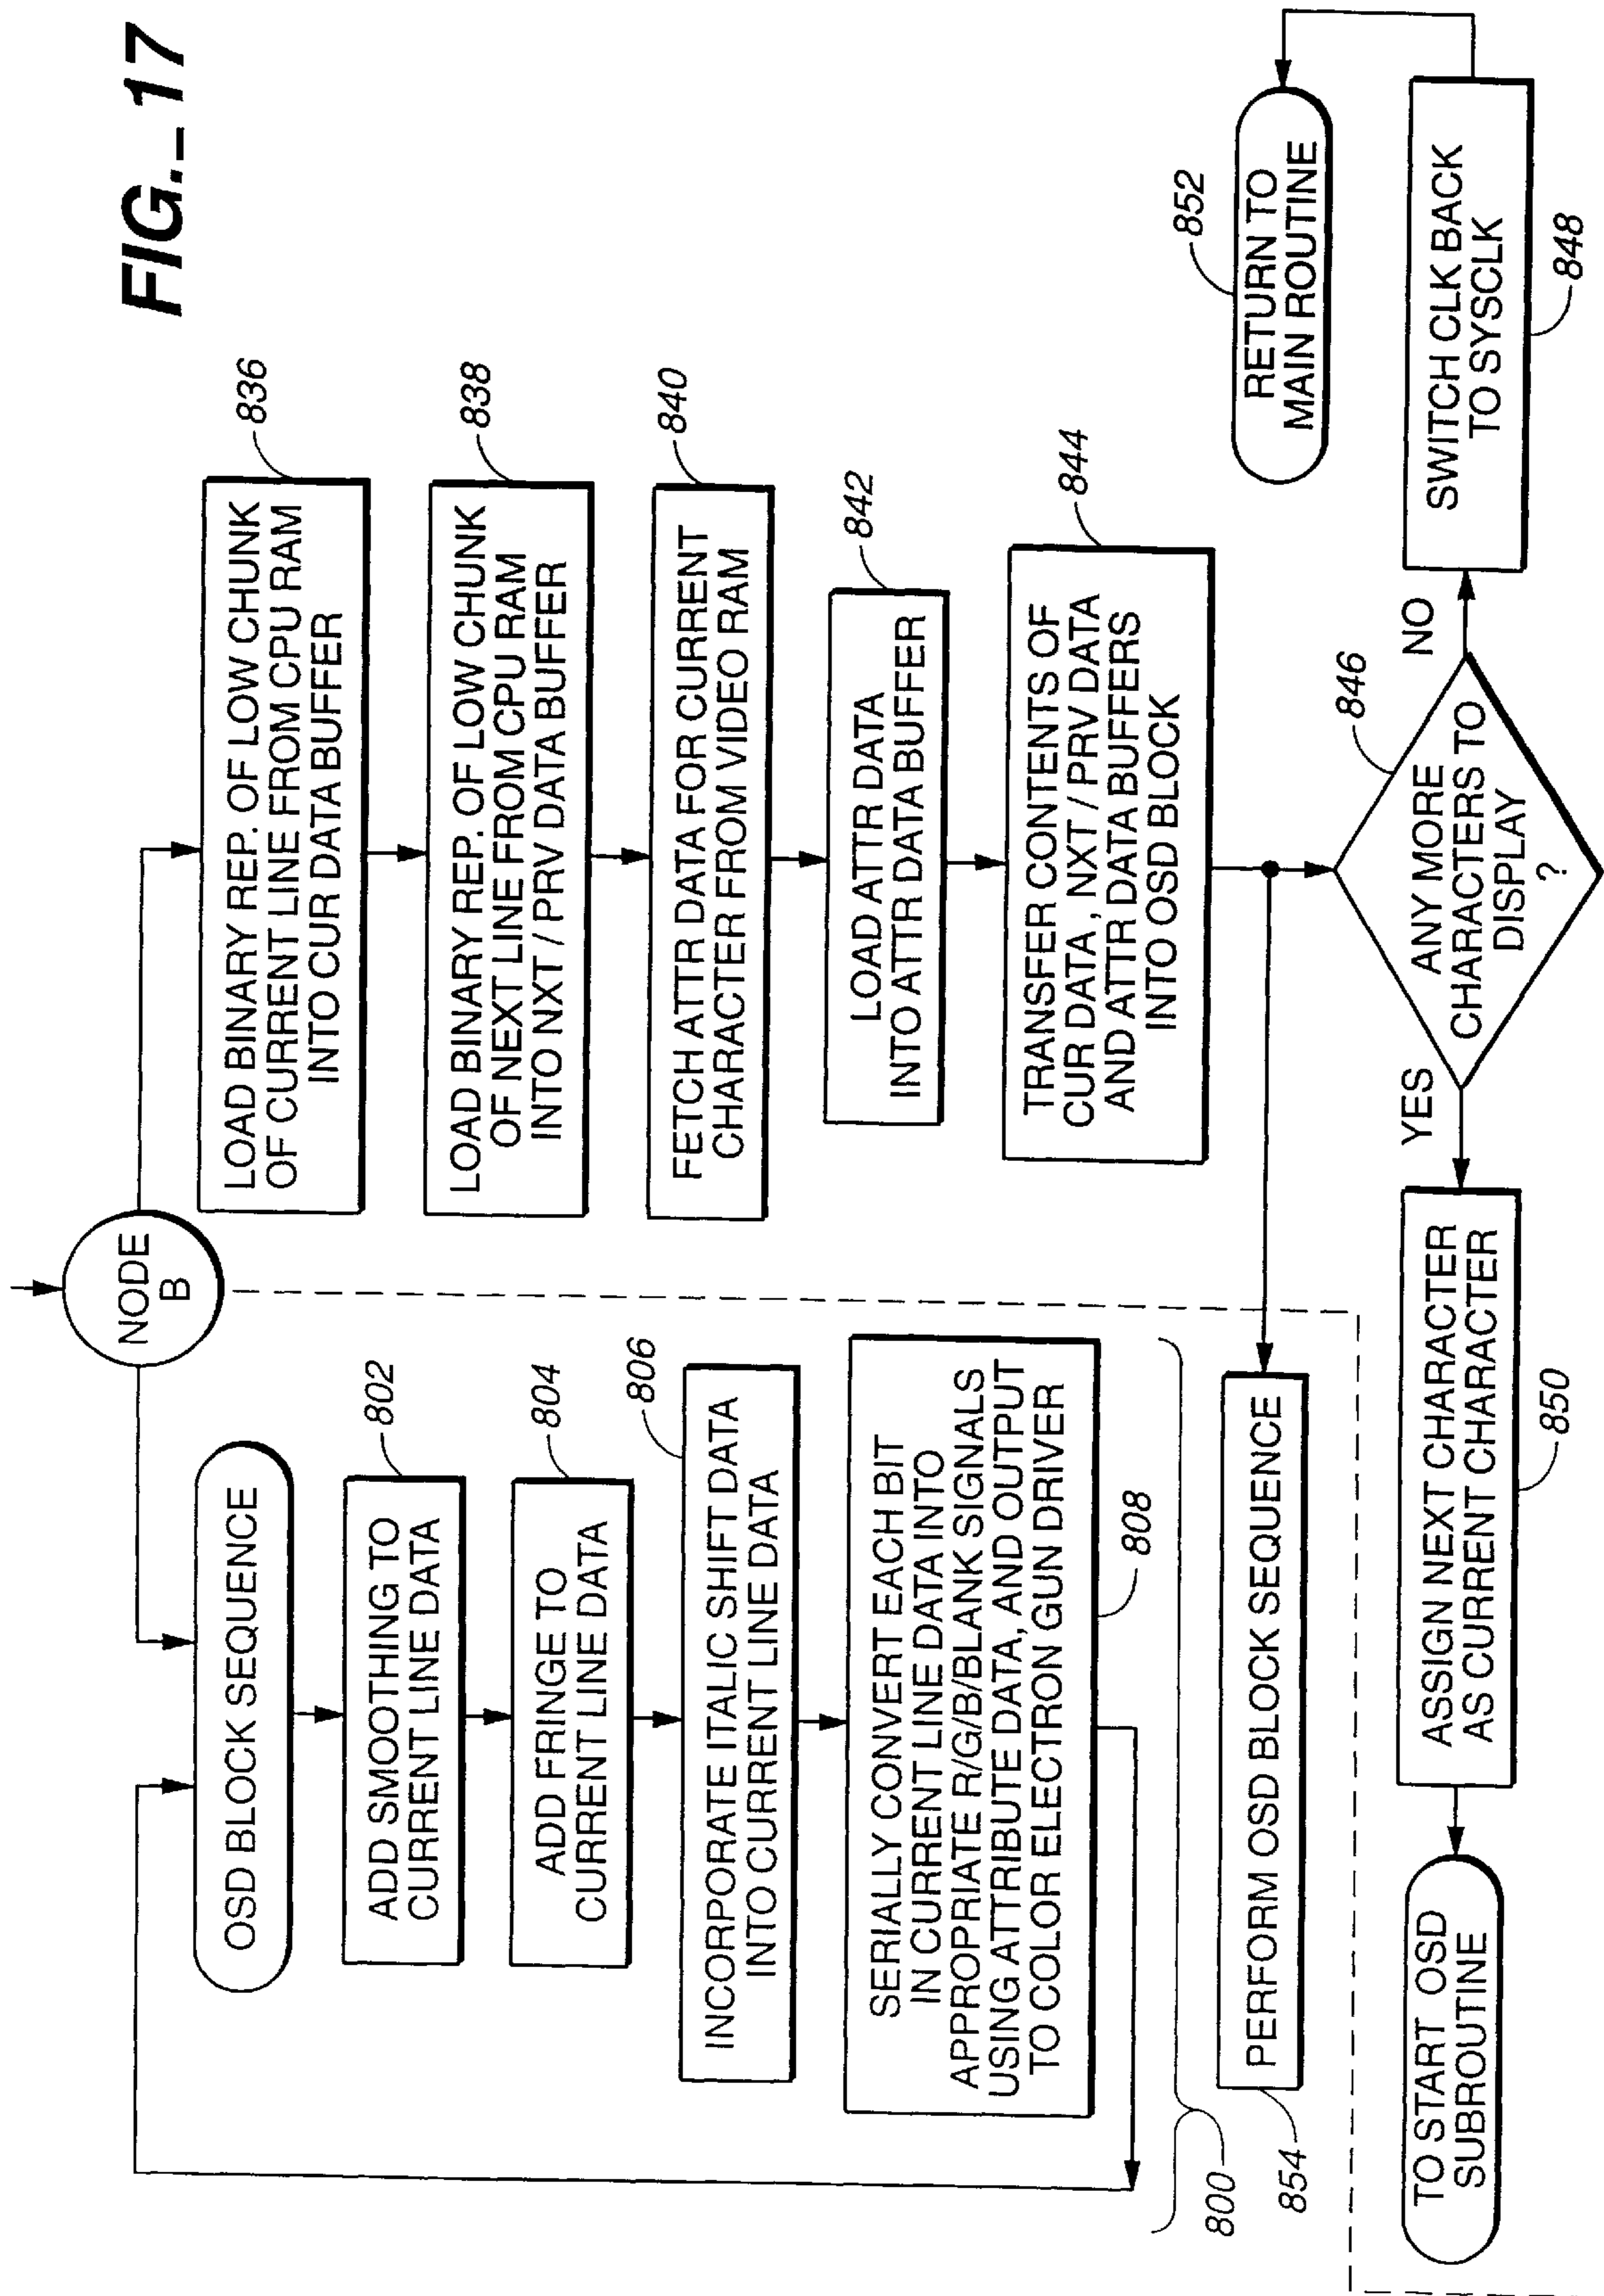 FIG._17
NODE
B
OSD BLOCK SEQUENCE
ADD SMOOTHING TO
CURRENT LINE DATA
802
ADD FRINGE TO
CURRENT LINE DATA
804
INCORPORATE ITALIC SHIFT DATA
INTO CURRENT LINE DATA
806
SERIALLY CONVERT EACH BIT
IN CURRENT LINE DATA INTO
APPROPRIATE R/G/B/BLANK SIGNALS
USING ATTRIBUTE DATA, AND OUTPUT
TO COLOR ELECTRON GUN DRIVER
808
800
PERFORM OSD BLOCK SEQUENCE
854
LOAD BINARY REP. OF LOW CHUNK
OF CURRENT LINE FROM CPU RAM
INTO CUR DATA BUFFER
836
LOAD BINARY REP. OF LOW CHUNK
OF NEXT LINE FROM CPU RAM
INTO NXT / PRV DATA BUFFER
838
FETCH ATTR DATA FOR CURRENT
CHARACTER FROM VIDEO RAM
840
LOAD ATTR DATA
INTO ATTR DATA BUFFER
842
TRANSFER CONTENTS OF
CUR DATA, NXT / PRV DATA
AND ATTR DATA BUFFERS
INTO OSD BLOCK
844
ANY MORE
CHARACTERS TO
DISPLAY
?
846
YES
NO
ASSIGN NEXT CHARACTER
AS CURRENT CHARACTER
850
TO START OSD
SUBROUTINE
SWITCH CLK BACK
TO SYSCLK
848
RETURN TO
MAIN ROUTINE
852